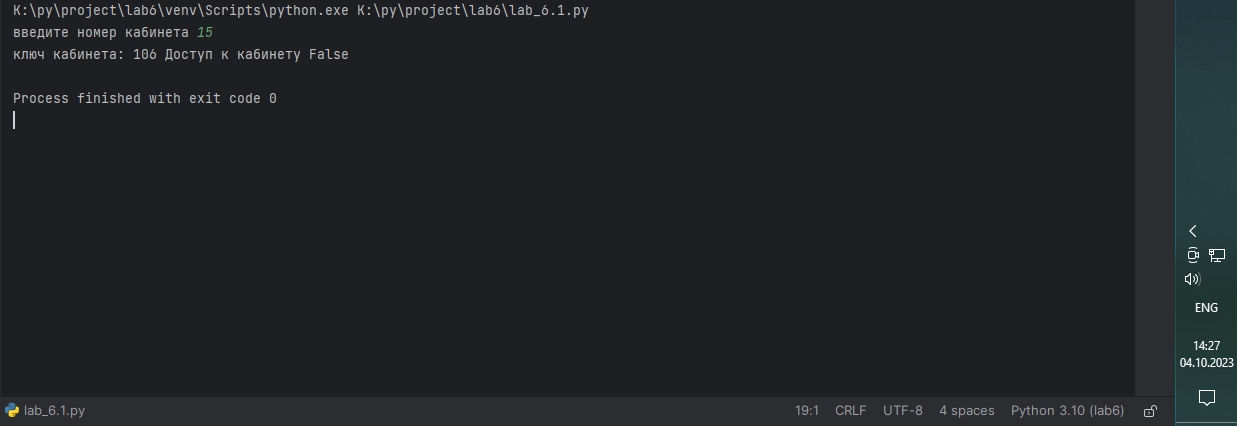 K:\py\project\lab6\venv\Scripts\python.exe K:\py\project\lab6\lab_6.1.py
введите номер кабинета 15
ключ кабинета: 106 Доступ к кабинету False
Process finished with exit code 0
ENG
14:27
04.10.2023
lab_6.1.py 19:1 CRLF UTF-8 4 spaces Python 3.10 (lab6)